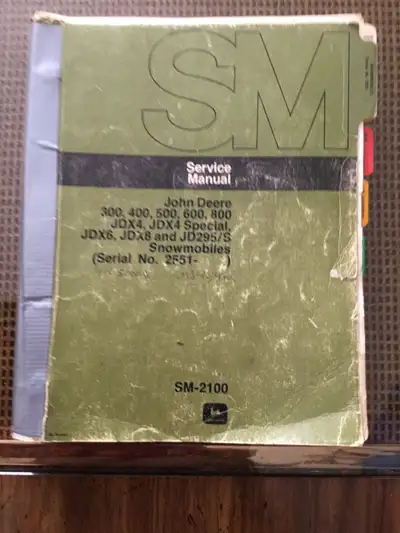 SM
Service
Manual
John Deere
300, 400, 500, 600, 800
JDX4, JDX4 Special,
JDX6, JDX8 and JD295/S
Snowmobiles
(Serial No. 2F51- )
SM-2100